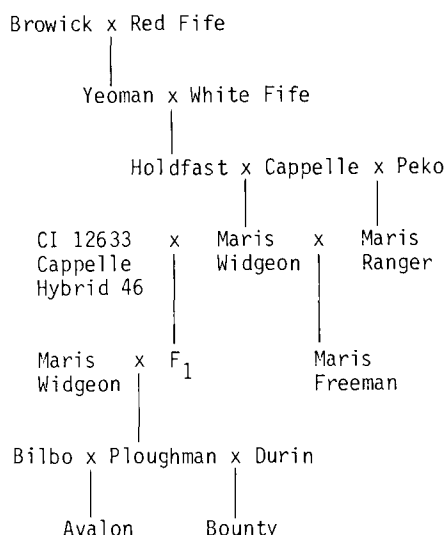 Browick x Red Fife
Yeoman x White Fife
Holdfast x Cappelle x Peko
CI 12633 x Maris x Maris
Cappelle Widgeon Ranger
Hybrid 46
Maris x F1 Maris
Widgeon Freeman
Bilbo x Ploughman x Durin
Avalon Bounty